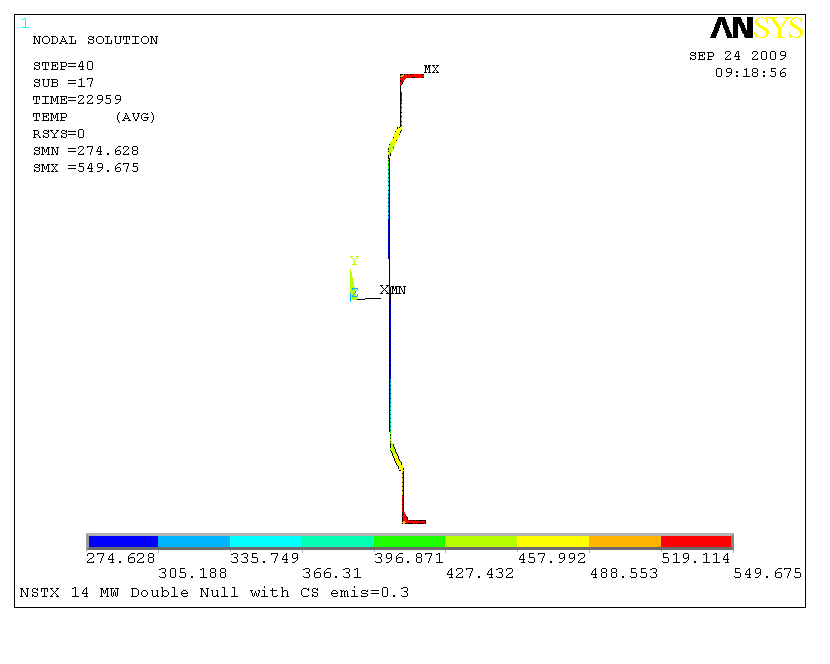 1
ANSYS
NODAL SOLUTION
SEP 24 2009
09:18:56
STEP=40
SUB =17
TIME=22959
TEMP (AVG)
RSYS=0
SMN =274.628
SMX =549.675
MX
Y
Z
XMN
274.628 335.749 396.871 457.992 519.114
305.188 366.31 427.432 488.553 549.675
NSTX 14 MW Double Null with CS emis=0.3